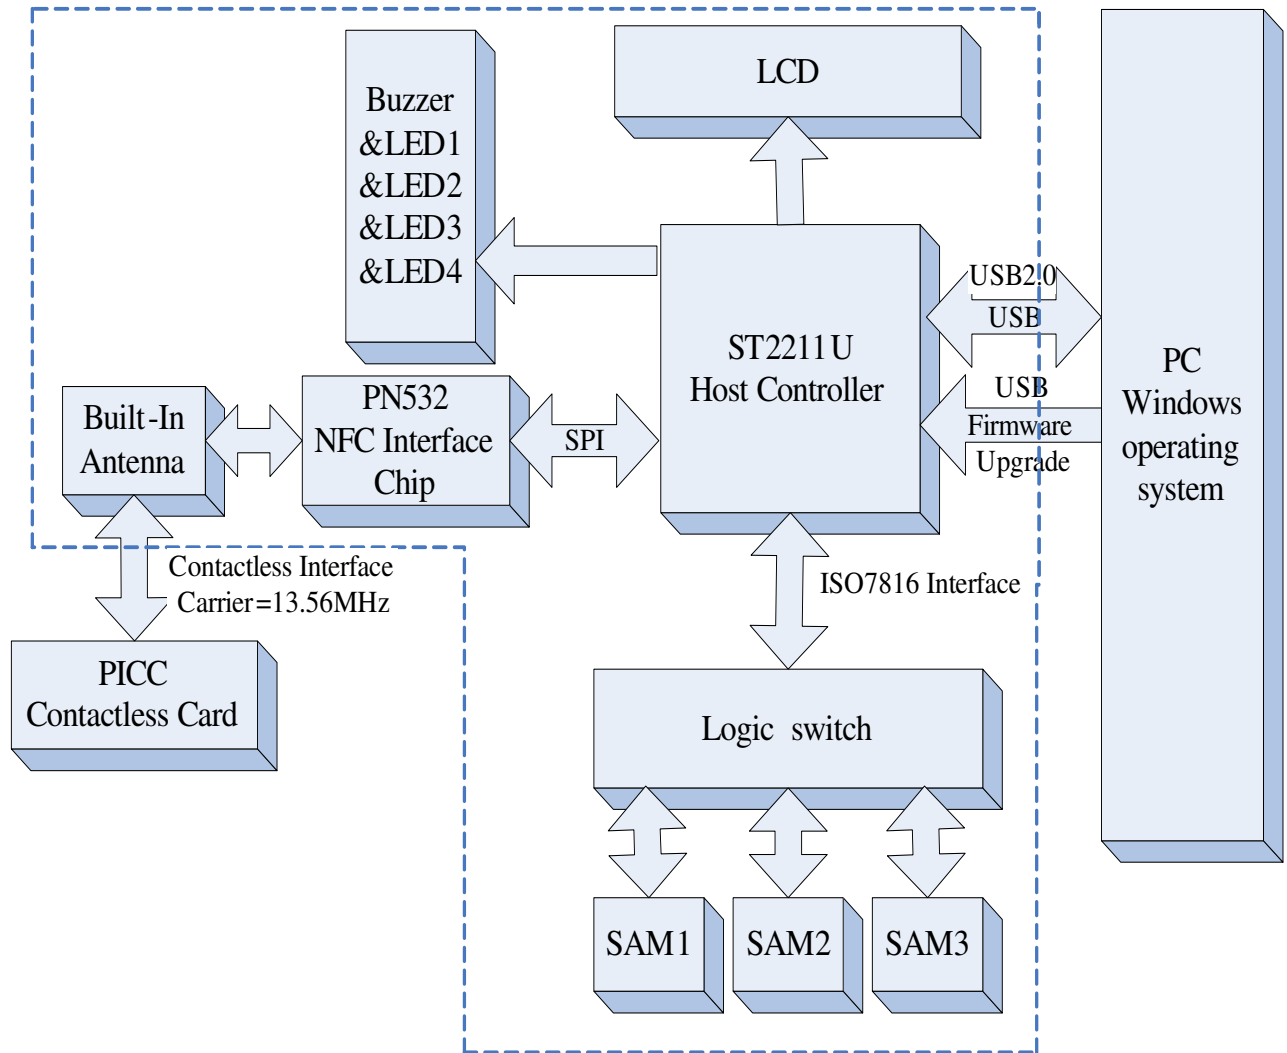 LCD
Buzzer
&LED1
&LED2
&LED3
&LED4
USB2.0
USB
ST2211U
Host Controller
USB
Firmware
Upgrade
PC
Windows
operating
system
Built-In
Antenna
PN532
NFC Interface
Chip
SPI
Contactless Interface
Carrier=13.56MHz
ISO7816 Interface
PICC
Contactless Card
Logic switch
SAM1
SAM2
SAM3